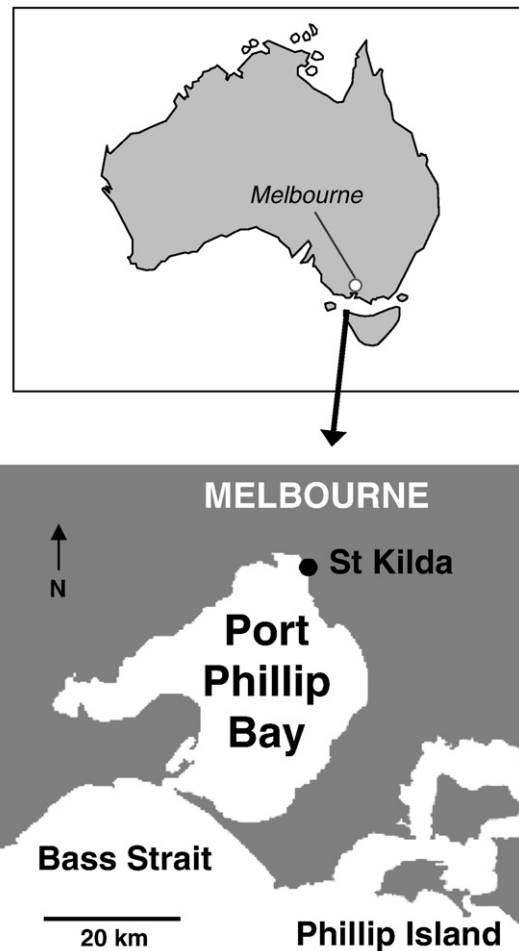 Melbourne
MELBOURNE
N
St Kilda
Port
Phillip
Bay
Bass Strait
20 km
Phillip Island